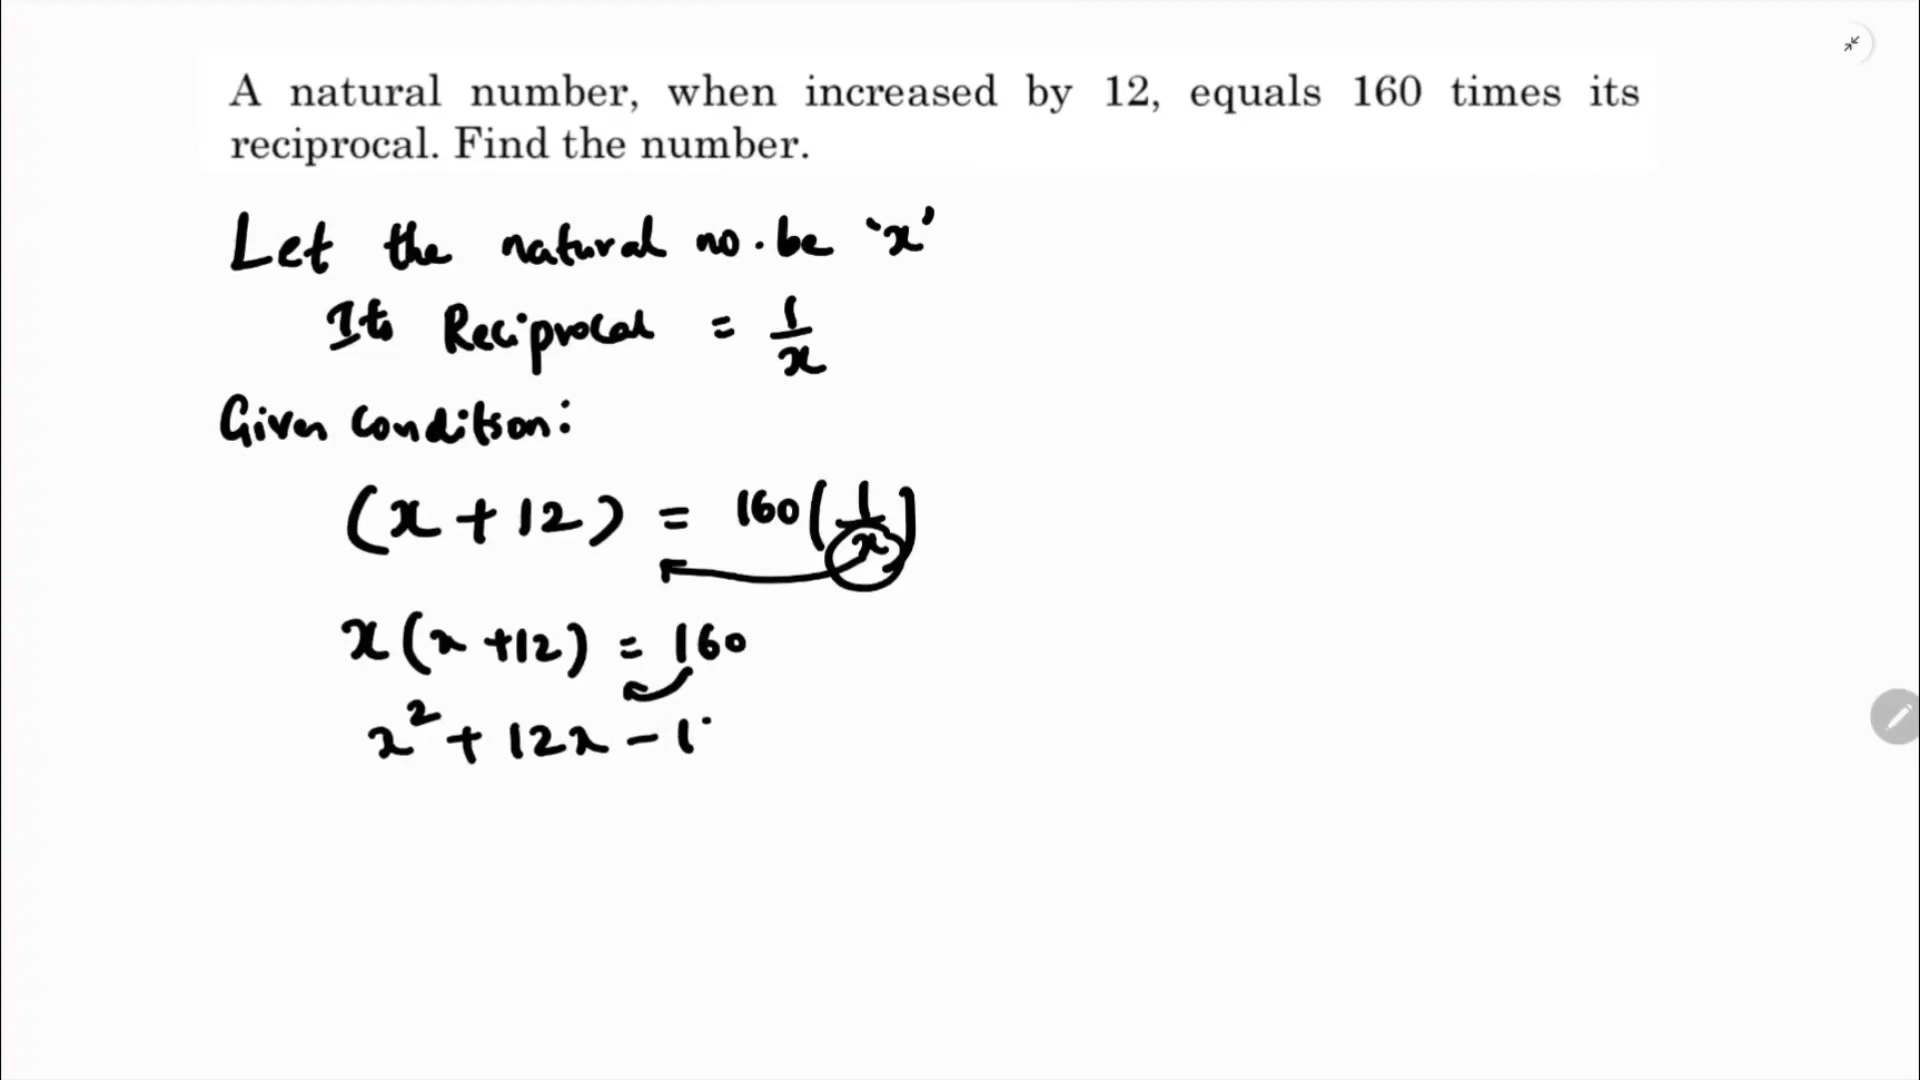 A natural number, when increased by 12, equals 160 times its
reciprocal. Find the number.
Let the natural no. be 'x'
Its Reciprocal = 1/x
Given Condition:
(x + 12) = 160(1/x)
x(x +12) = 160
x² + 12x - 1